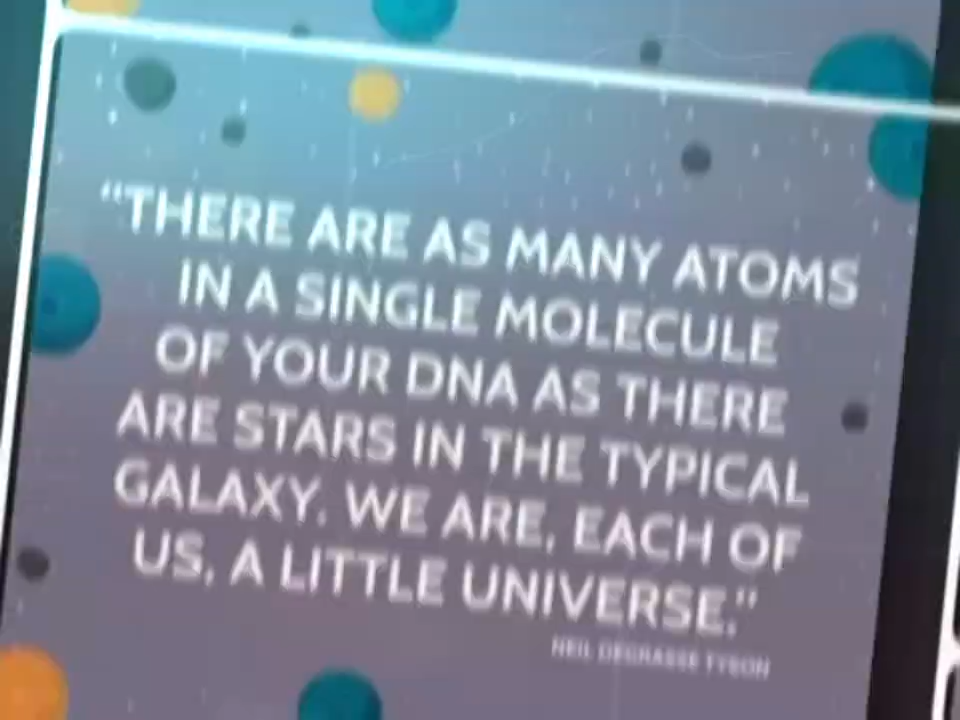 "THERE ARE AS MANY ATOMS
IN A SINGLE MOLECULE
OF YOUR DNA AS THERE
ARE STARS IN THE TYPICAL
GALAXY. WE ARE, EACH OF
US, A LITTLE UNIVERSE."
NEIL DEGRASSE TYSON